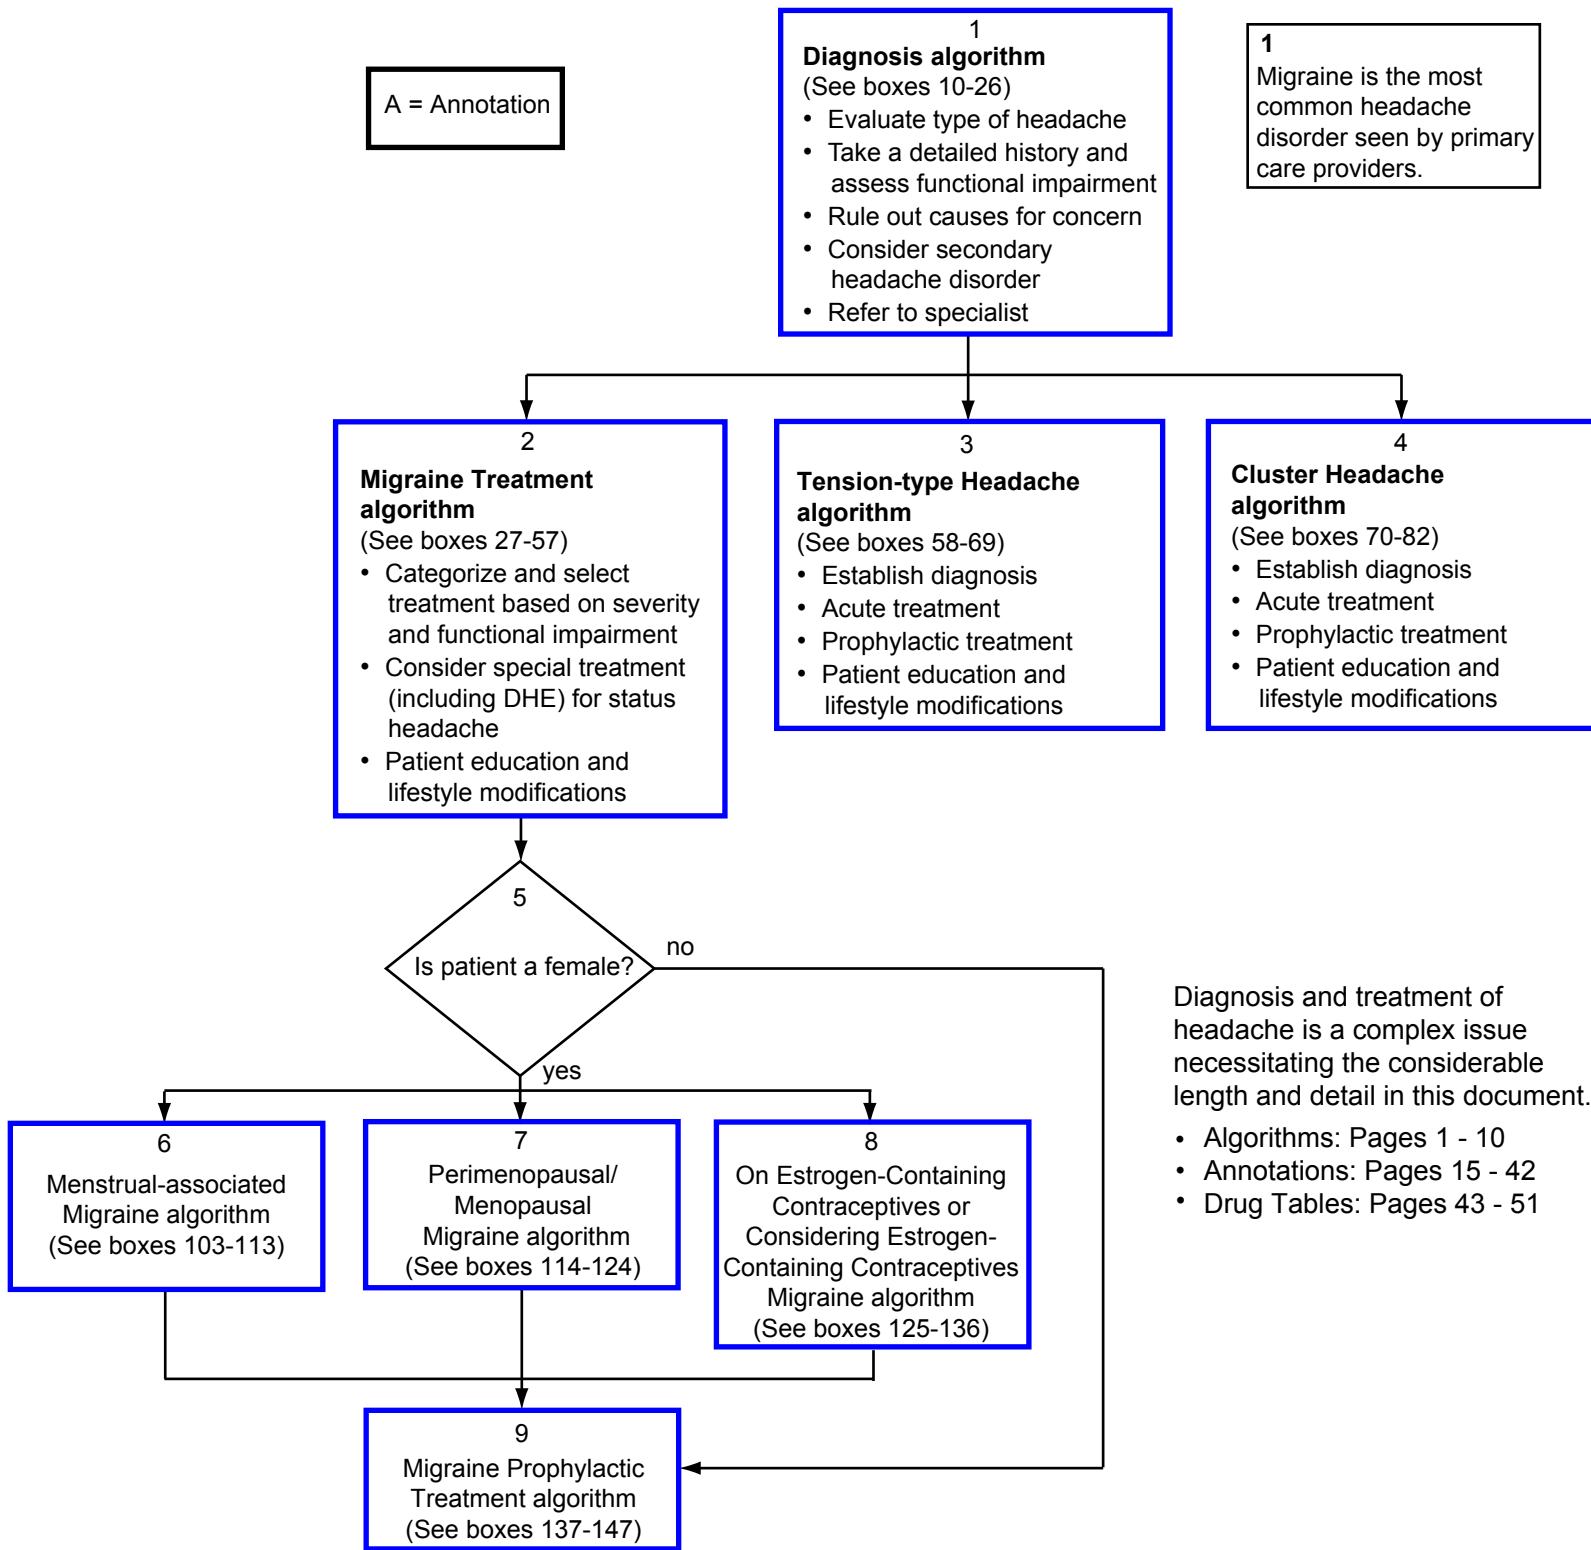 A = Annotation
1
Diagnosis algorithm
(See boxes 10-26)
• Evaluate type of headache
• Take a detailed history and
assess functional impairment
• Rule out causes for concern
• Consider secondary
headache disorder
• Refer to specialist
1
Migraine is the most
common headache
disorder seen by primary
care providers.
2
Migraine Treatment
algorithm
(See boxes 27-57)
• Categorize and select
treatment based on severity
and functional impairment
• Consider special treatment
(including DHE) for status
headache
• Patient education and
lifestyle modifications
3
Tension-type Headache
algorithm
(See boxes 58-69)
• Establish diagnosis
• Acute treatment
• Prophylactic treatment
• Patient education and
lifestyle modifications
4
Cluster Headache
algorithm
(See boxes 70-82)
• Establish diagnosis
• Acute treatment
• Prophylactic treatment
• Patient education and
lifestyle modifications
5
Is patient a female?
no
yes
Diagnosis and treatment of
headache is a complex issue
necessitating the considerable
length and detail in this document.
• Algorithms: Pages 1 - 10
• Annotations: Pages 15 - 42
• Drug Tables: Pages 43 - 51
6
Menstrual-associated
Migraine algorithm
(See boxes 103-113)
7
Perimenopausal/
Menopausal
Migraine algorithm
(See boxes 114-124)
8
On Estrogen-Containing
Contraceptives or
Considering Estrogen-
Containing Contraceptives
Migraine algorithm
(See boxes 125-136)
9
Migraine Prophylactic
Treatment algorithm
(See boxes 137-147)